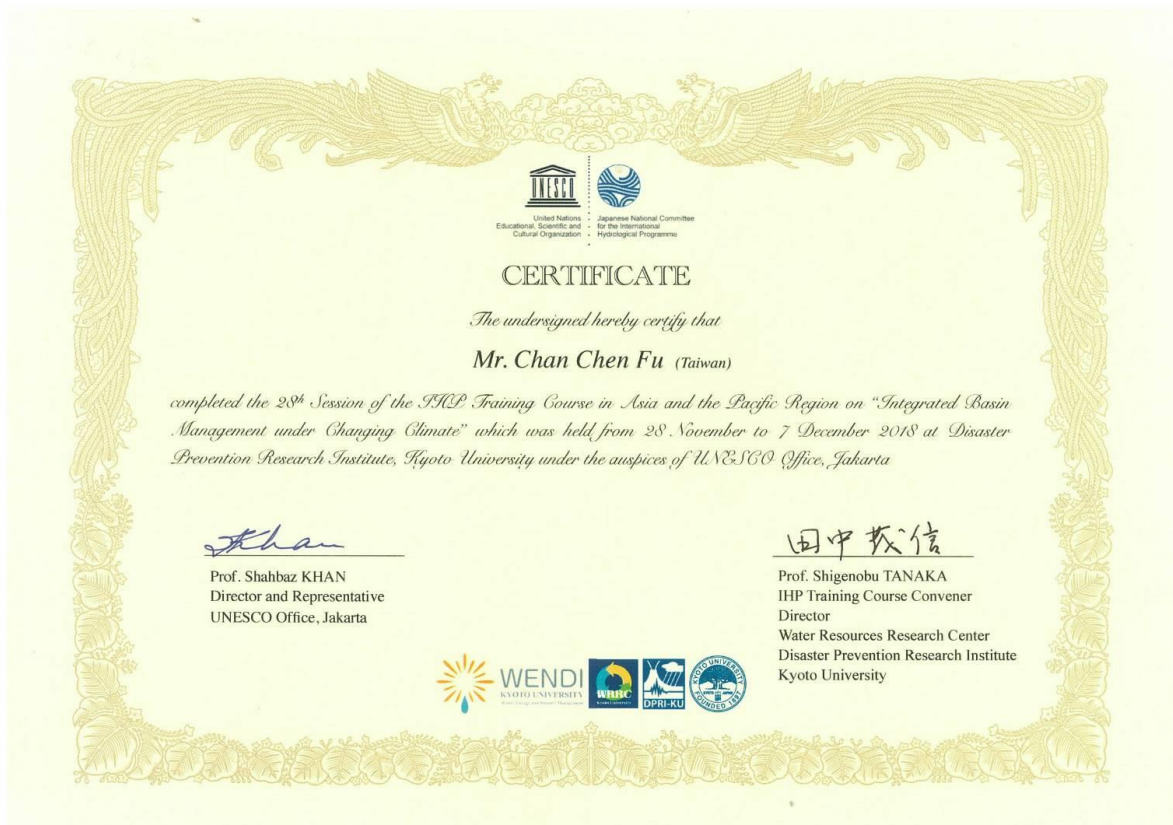 UNESCO
United Nations
Educational, Scientific and
Cultural Organization
Japanese National Committee
for the International
Hydrological Programme
CERTIFICATE
The undersigned hereby certify that
Mr. Chan Chen Fu (Taiwan)
completed the 28th Session of the IHP Training Course in Asia and the Pacific Region on "Integrated Basin
Management under Changing Climate" which was held from 28 November to 7 December 2018 at Disaster
Prevention Research Institute, Kyoto University under the auspices of UNESCO Office, Jakarta
Khan
Prof. Shahbaz KHAN
Director and Representative
UNESCO Office, Jakarta
田中茂信
Prof. Shigenobu TANAKA
IHP Training Course Convener
Director
Water Resources Research Center
Disaster Prevention Research Institute
Kyoto University
WENDI
KYOTO UNIVERSITY
WRRC
DPRI-KU
KYOTO UNIVERSITY
FOUNDED 1897